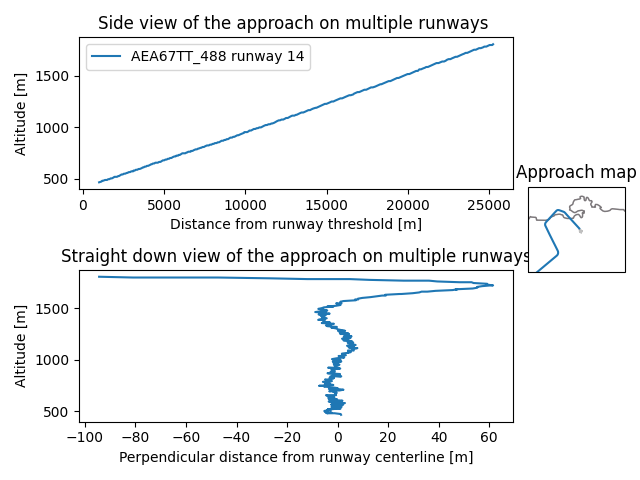 Side view of the approach on multiple runways
AEA67TT_488 runway 14
1500
1000
500
Altitude [m]
0 5000 10000 15000 20000 25000
Distance from runway threshold [m]
Approach map
Straight down view of the approach on multiple runways
1500
1000
500
Altitude [m]
−100 −80 −60 −40 −20 0 20 40 60
Perpendicular distance from runway centerline [m]